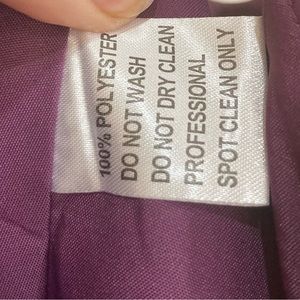 100% POLYESTER
DO NOT WASH
DO NOT DRY CLEAN
PROFESSIONAL
SPOT CLEAN ONLY